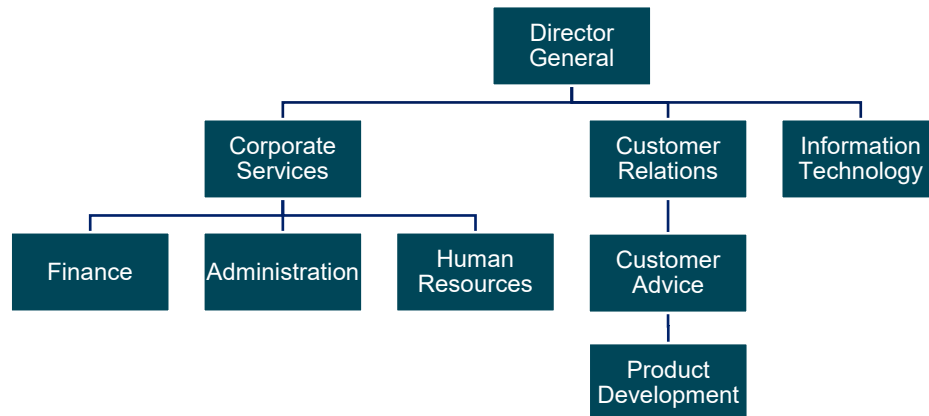 Director
General
Corporate
Services
Customer
Relations
Information
Technology
Finance
Administration
Human
Resources
Customer
Advice
Product
Development